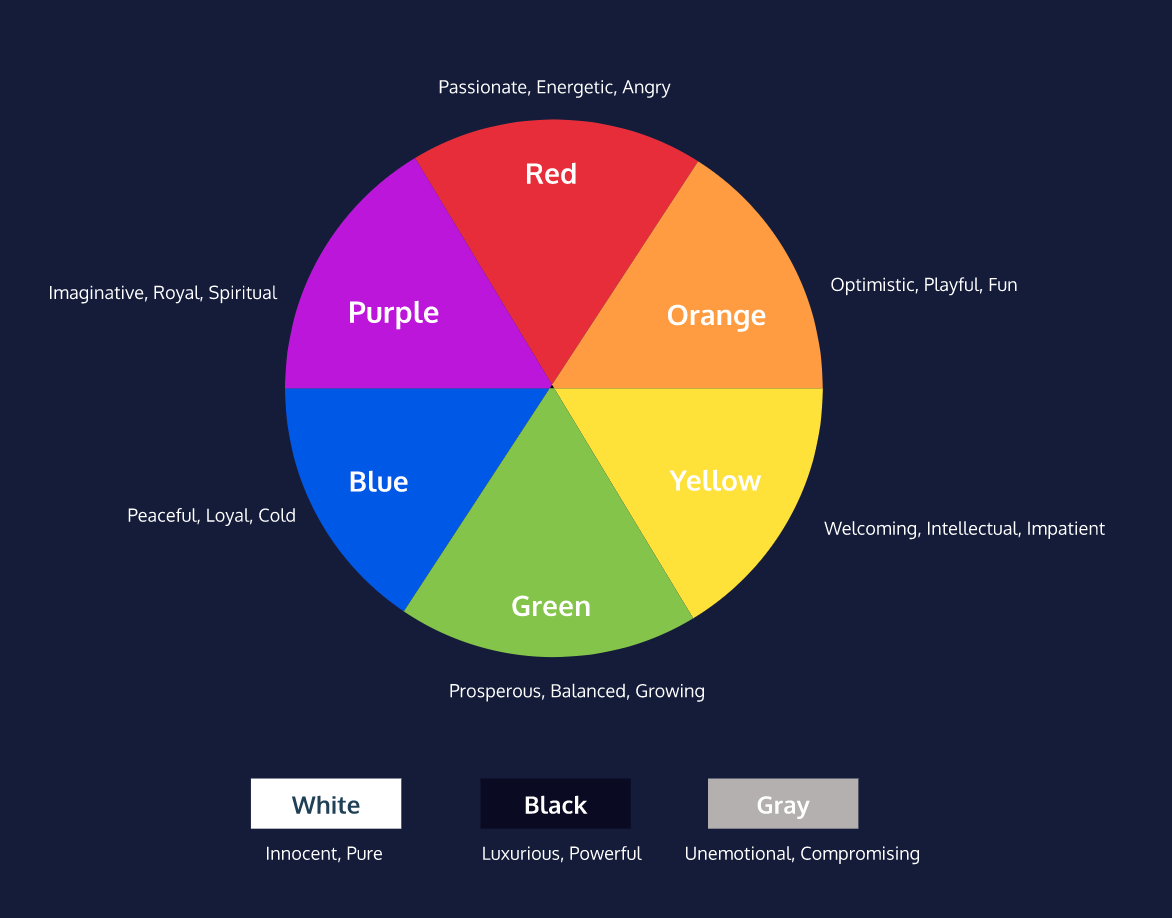 Passionate, Energetic, Angry
Red
Optimistic, Playful, Fun
Imaginative, Royal, Spiritual
Purple
Orange
Blue
Yellow
Peaceful, Loyal, Cold
Welcoming, Intellectual, Impatient
Green
Prosperous, Balanced, Growing
White
Black
Gray
Innocent, Pure
Luxurious, Powerful
Unemotional, Compromising